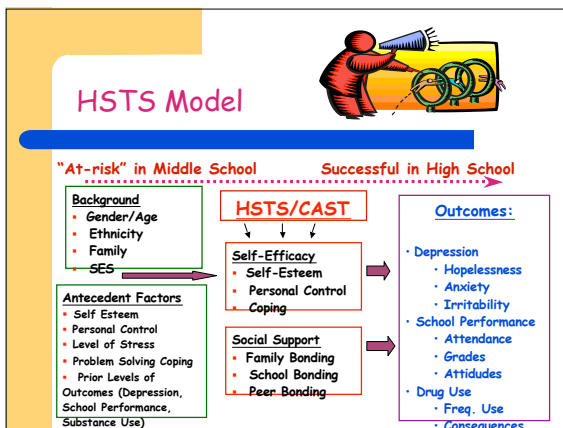 HSTS Model
“At-risk” in Middle School
Successful in High School
Background
▪ Gender/Age
▪ Ethnicity
▪ Family
▪ SES
Antecedent Factors
▪ Self Esteem
▪ Personal Control
▪ Level of Stress
▪ Problem Solving Coping
▪ Prior Levels of
Outcomes (Depression,
School Performance,
Substance Use)
HSTS/CAST
Self-Efficacy
▪ Self-Esteem
▪ Personal Control
▪ Coping
Social Support
▪ Family Bonding
▪ School Bonding
▪ Peer Bonding
Outcomes:
• Depression
• Hopelessness
• Anxiety
• Irritability
• School Performance
• Attendance
• Grades
• Attidudes
• Drug Use
• Freq. Use
• Consequences